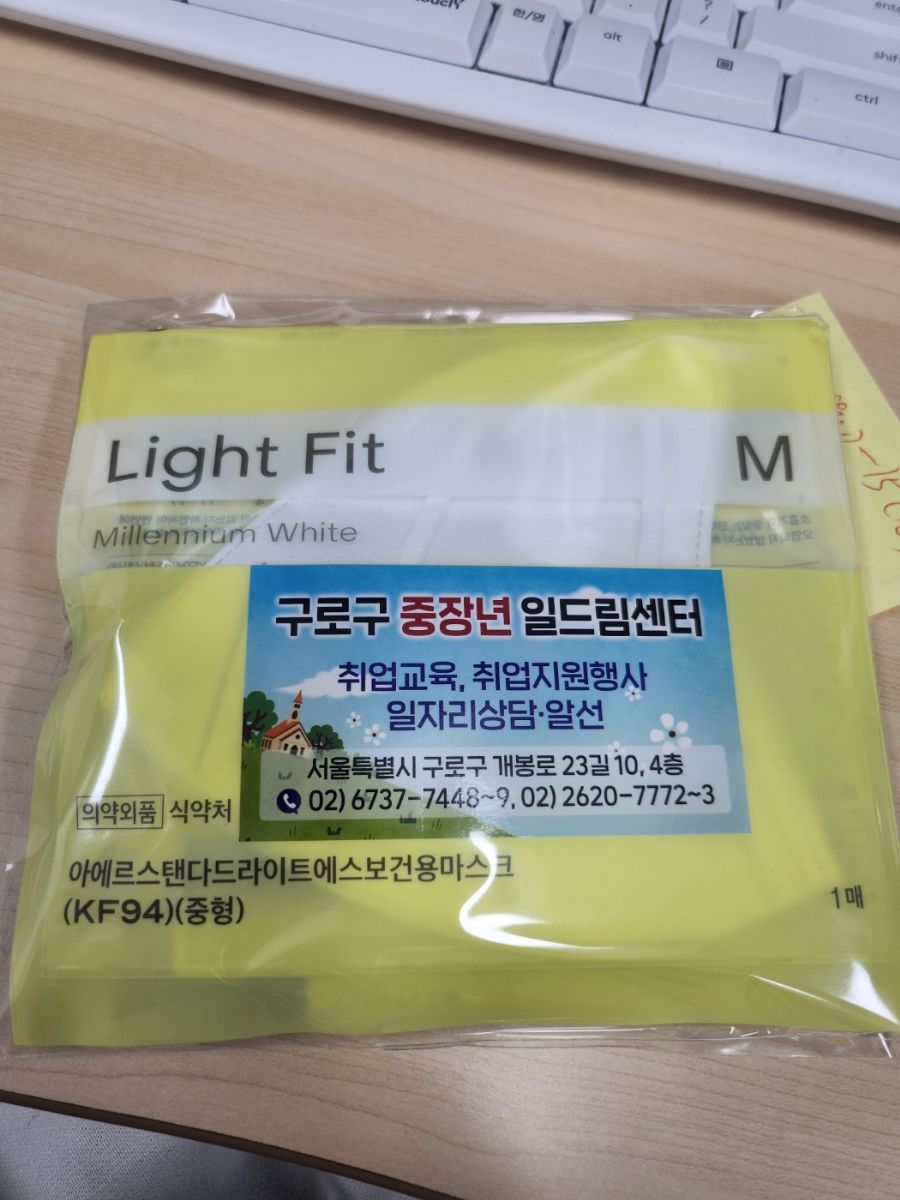 한/영
alt
?
/
ctrl
Light Fit
M
Millennium White
구로구 중장년 일드림센터
취업교육, 취업지원행사
일자리상담·알선
서울특별시 구로구 개봉로 23길 10, 4층
02) 6737-7448~9, 02) 2620-7772~3
의약외품 식약처
아에르스탠다드라이트에스보건용마스크
(KF94)(중형)
1매